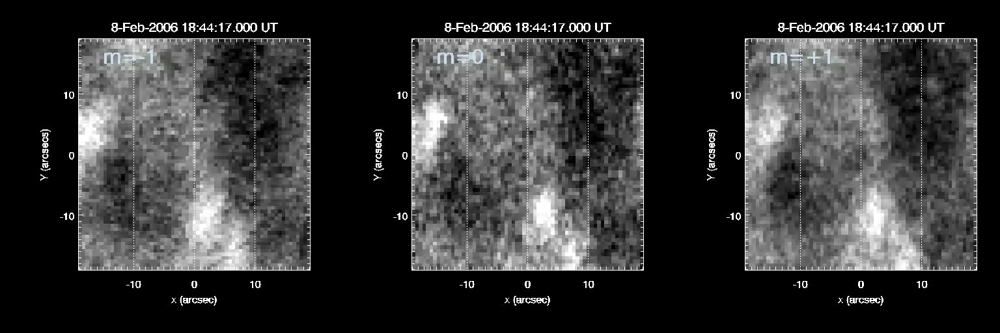 8-Feb-2006 18:44:17.000 UT
m=-1
10
0
-10
Y (arcsecs)
-10 0 10
x (arcsec)
8-Feb-2006 18:44:17.000 UT
m=0
10
0
-10
Y (arcsecs)
-10 0 10
x (arcsec)
8-Feb-2006 18:44:17.000 UT
m=+1
10
0
-10
Y (arcsecs)
-10 0 10
x (arcsec)